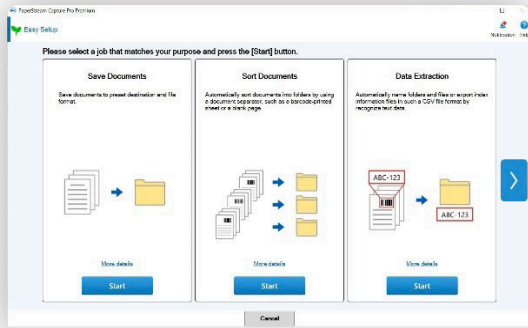 PaperStream Capture Pro Premium
Easy Setup
Notification Help
Please select a job that matches your purpose and press the [Start] button.
Save Documents
Save documents to preset destination and file
format.
More details
Start
Sort Documents
Automatically sort documents into folders by using
a document separator, such as a barcode-printed
sheet or a blank page.
More details
Start
Data Extraction
Automatically name folders and files or export index
information files in such a CSV file format by
recognize text data.
ABC-123
ABC-123
More details
Start
Cancel